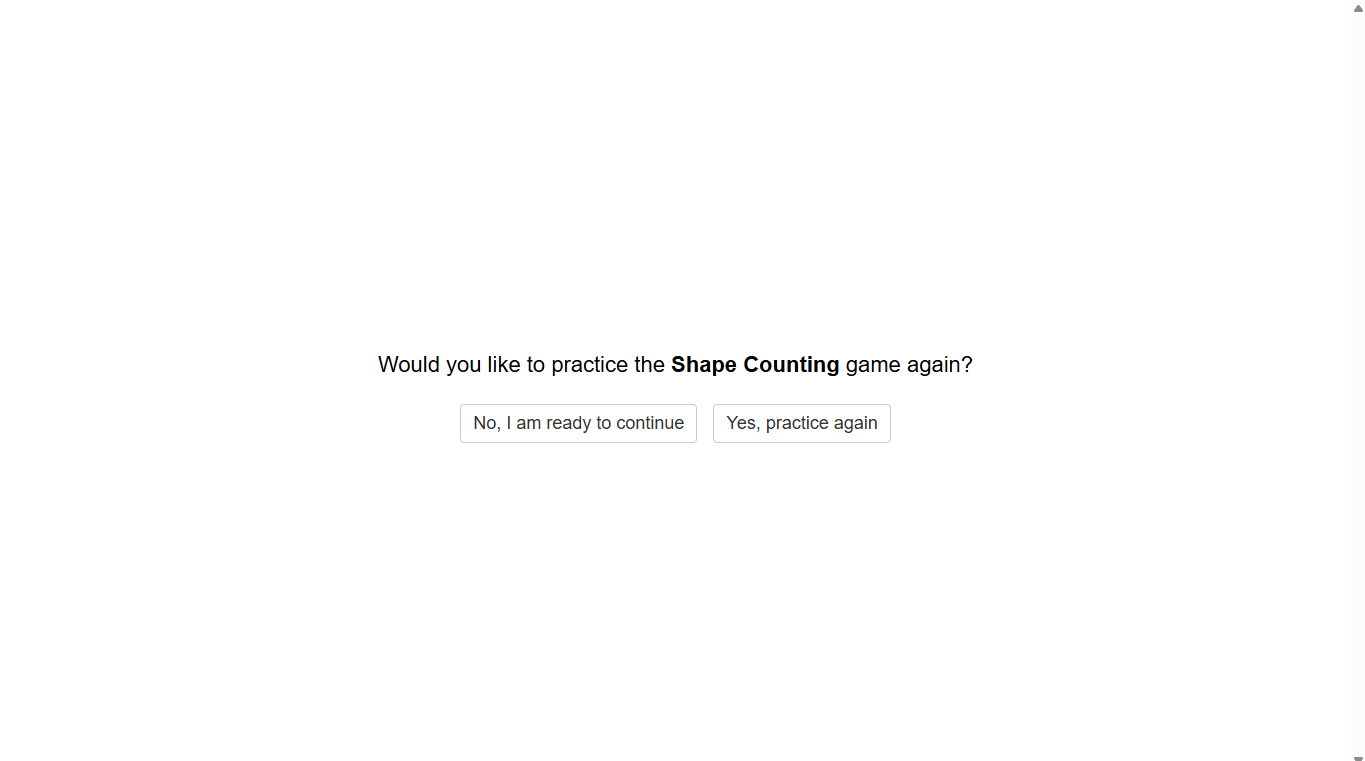 Would you like to practice the Shape Counting game again?
No, I am ready to continue
Yes, practice again